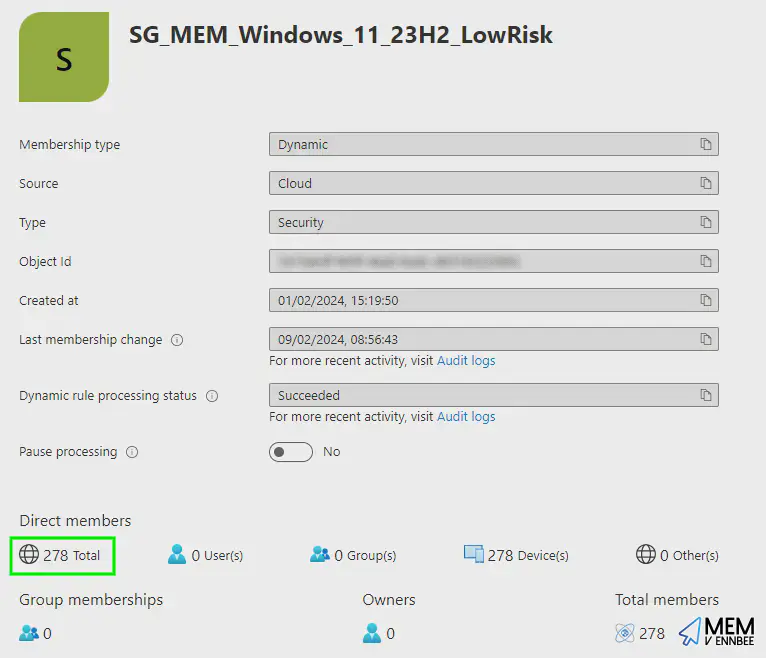 S
SG_MEM_Windows_11_23H2_LowRisk
Membership type Dynamic
Source Cloud
Type Security
Object Id
Created at 01/02/2024, 15:19:50
Last membership change 09/02/2024, 08:56:43
For more recent activity, visit Audit logs
Dynamic rule processing status Succeeded
For more recent activity, visit Audit logs
Pause processing No
Direct members
278 Total 0 User(s) 0 Group(s) 278 Device(s) 0 Other(s)
Group memberships Owners Total members
0 0 278
MEM
V ENNBEE